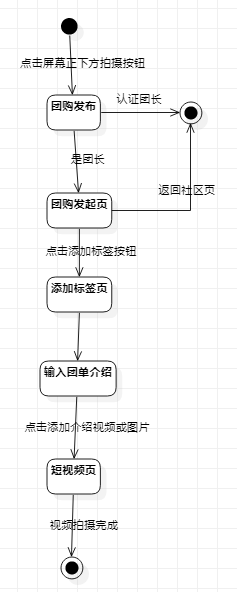 点击屏幕正下方拍摄按钮
团购发布
认证团长
是团长
返回社区页
团购发起页
点击添加标签按钮
添加标签页
输入团单介绍
点击添加介绍视频或图片
短视频页
视频拍摄完成